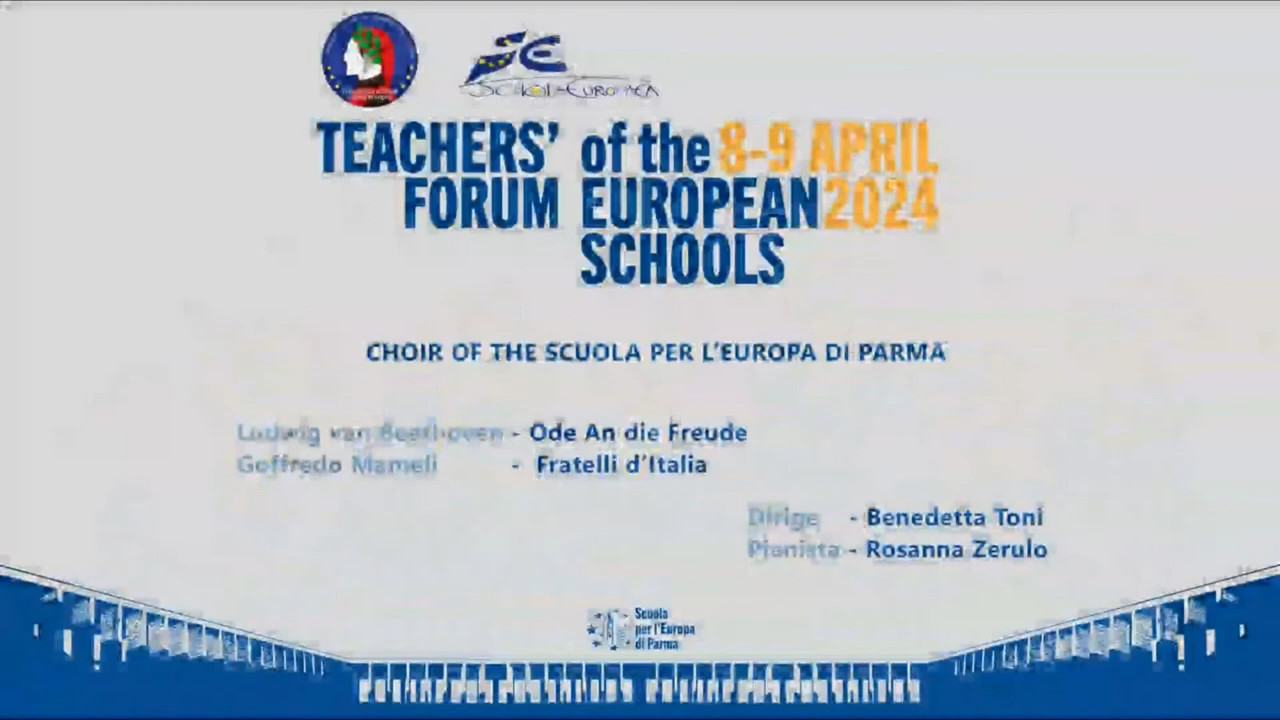 SCHOLA EUROPAEA
TEACHERS' of the 8-9 APRIL
FORUM EUROPEAN 2024
SCHOOLS
CHOIR OF THE SCUOLA PER L'EUROPA DI PARMA
Ludwig van Beethoven - Ode An die Freude
Goffredo Mameli - Fratelli d'Italia
Dirige - Benedetta Toni
Pianista - Rosanna Zerulo
Scuola
per l'Europa
di Parma